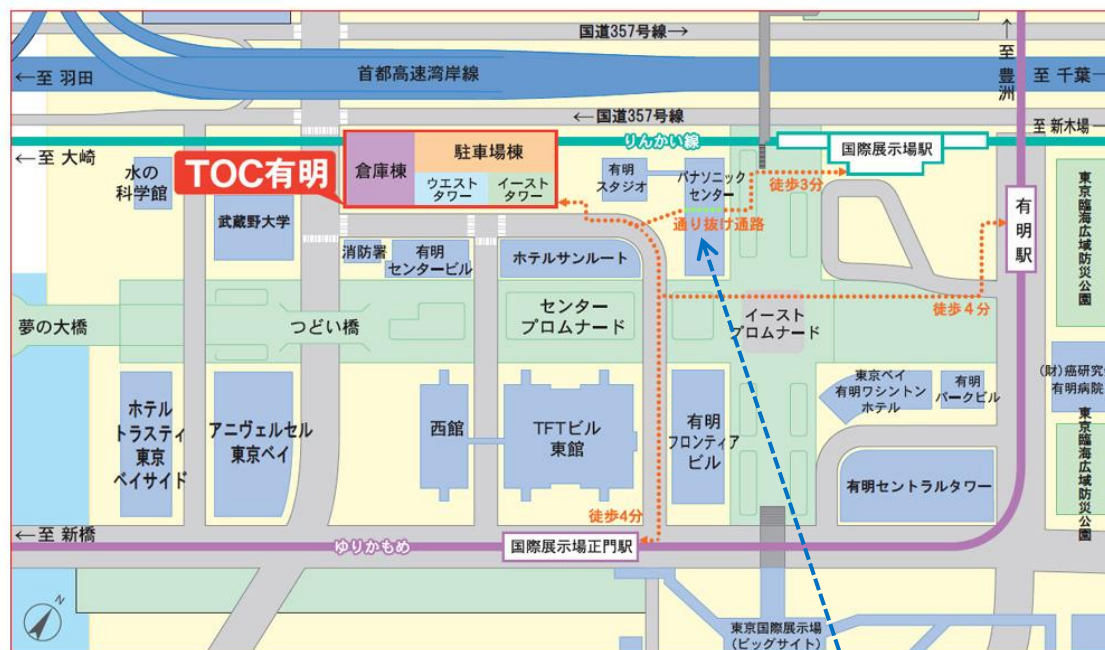 国道357号線→
←至 羽田
首都高速湾岸線
↑至 豊洲
至 千葉→
←国道357号線
至 新木場→
りんかい線
←至 大崎
国際展示場駅
水の
科学館
TOC有明
倉庫棟
駐車場棟
ウエスト
タワー
イースト
タワー
有明
スタジオ
パナソニック
センター
徒歩3分
東京臨海広域防災公園
武蔵野大学
通り抜け通路
有明駅
消防署
有明
センタービル
ホテルサンルート
夢の大橋
つどい橋
センター
プロムナード
イースト
プロムナード
徒歩４分
ホテル
トラスティ
東京
ベイサイド
アニヴェルセル
東京ベイ
西館
TFTビル
東館
有明
フロンティア
ビル
東京ベイ
有明ワシントン
ホテル
有明
パークビル
(財)癌研究
有明病院
東京臨海広域防災公園
有明セントラルタワー
徒歩4分
←至 新橋
ゆりかもめ
国際展示場正門駅
N
東京国際展示場
(ビッグサイト)